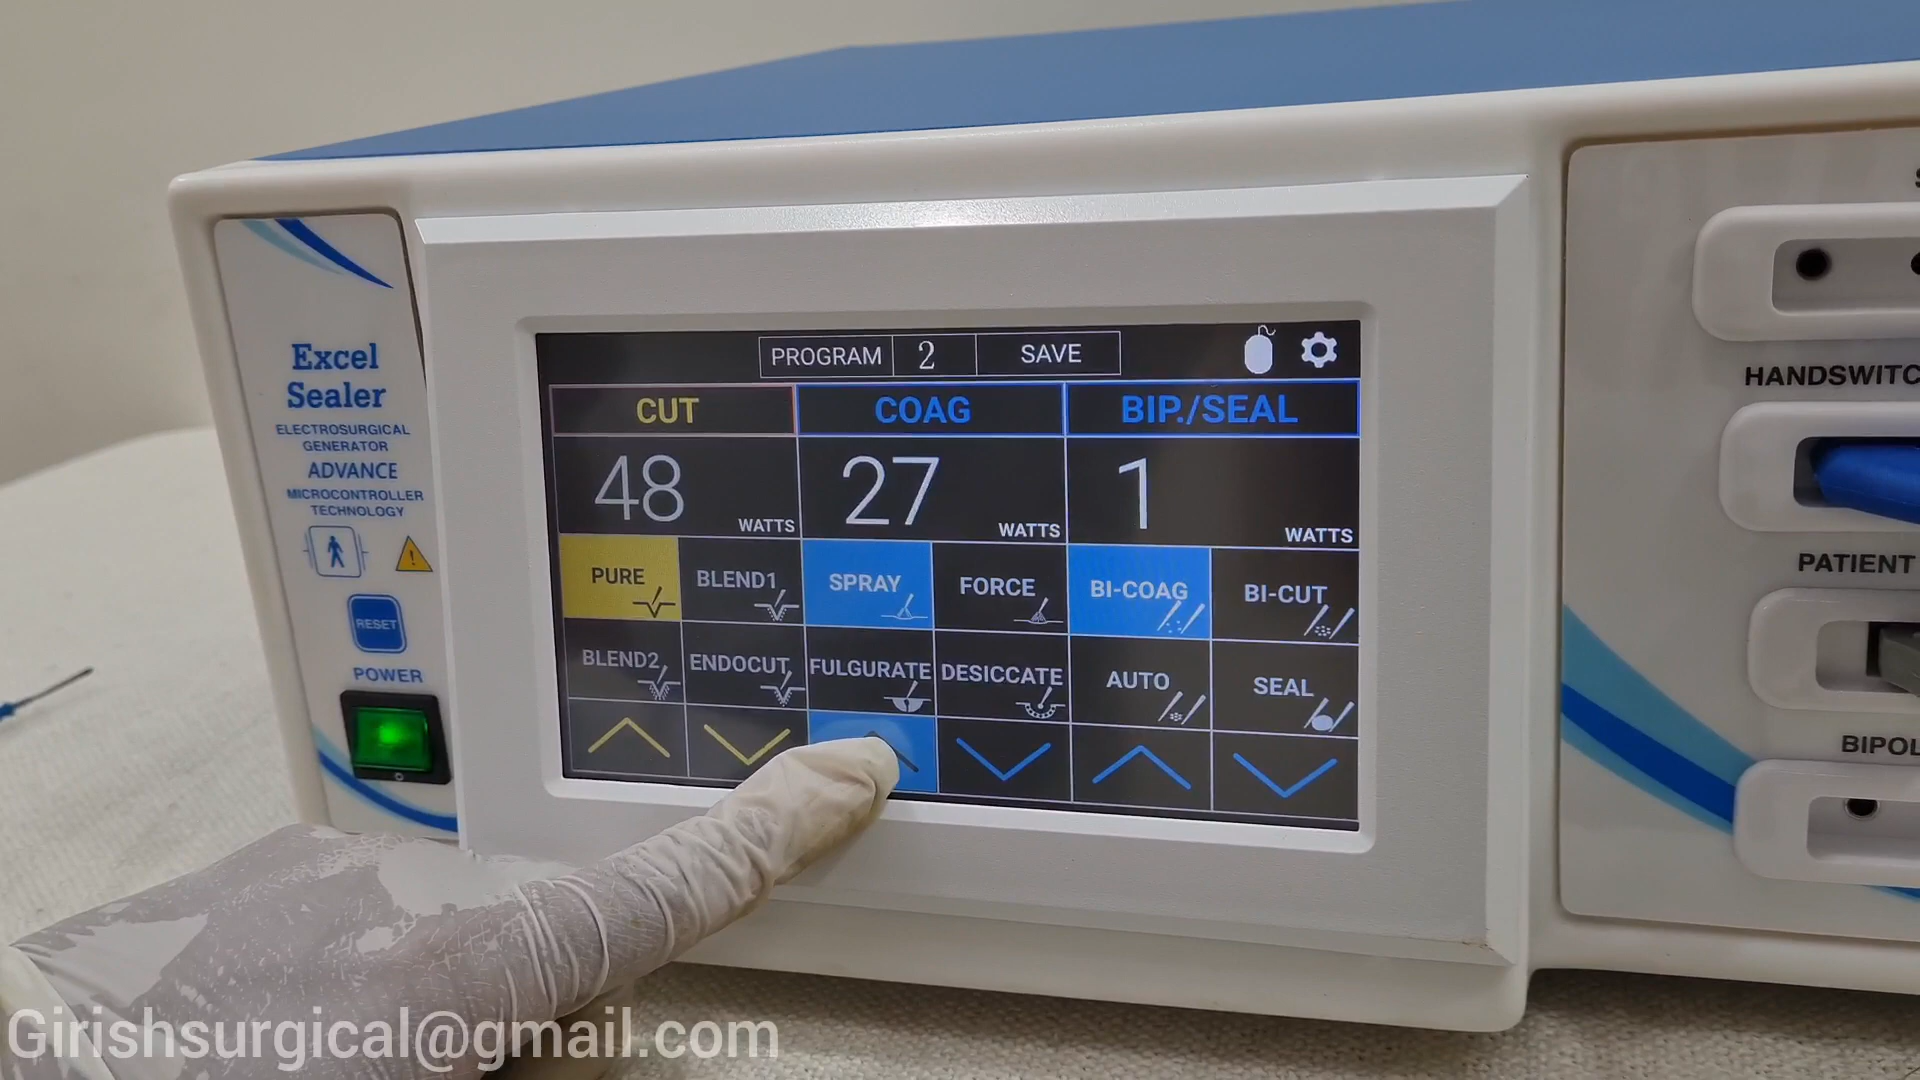 Excel
Sealer
ELECTROSURGICAL
GENERATOR
ADVANCE
MICROCONTROLLER
TECHNOLOGY
RESET
POWER
PROGRAM 2 SAVE
CUT COAG BIP./SEAL
48 WATTS 27 WATTS 1 WATTS
PURE BLEND1 SPRAY FORCE BI-COAG BI-CUT
BLEND2 ENDOCUT FULGURATE DESICCATE AUTO SEAL
HANDSWITC
PATIENT
BIPOL
Girishsurgical@gmail.com